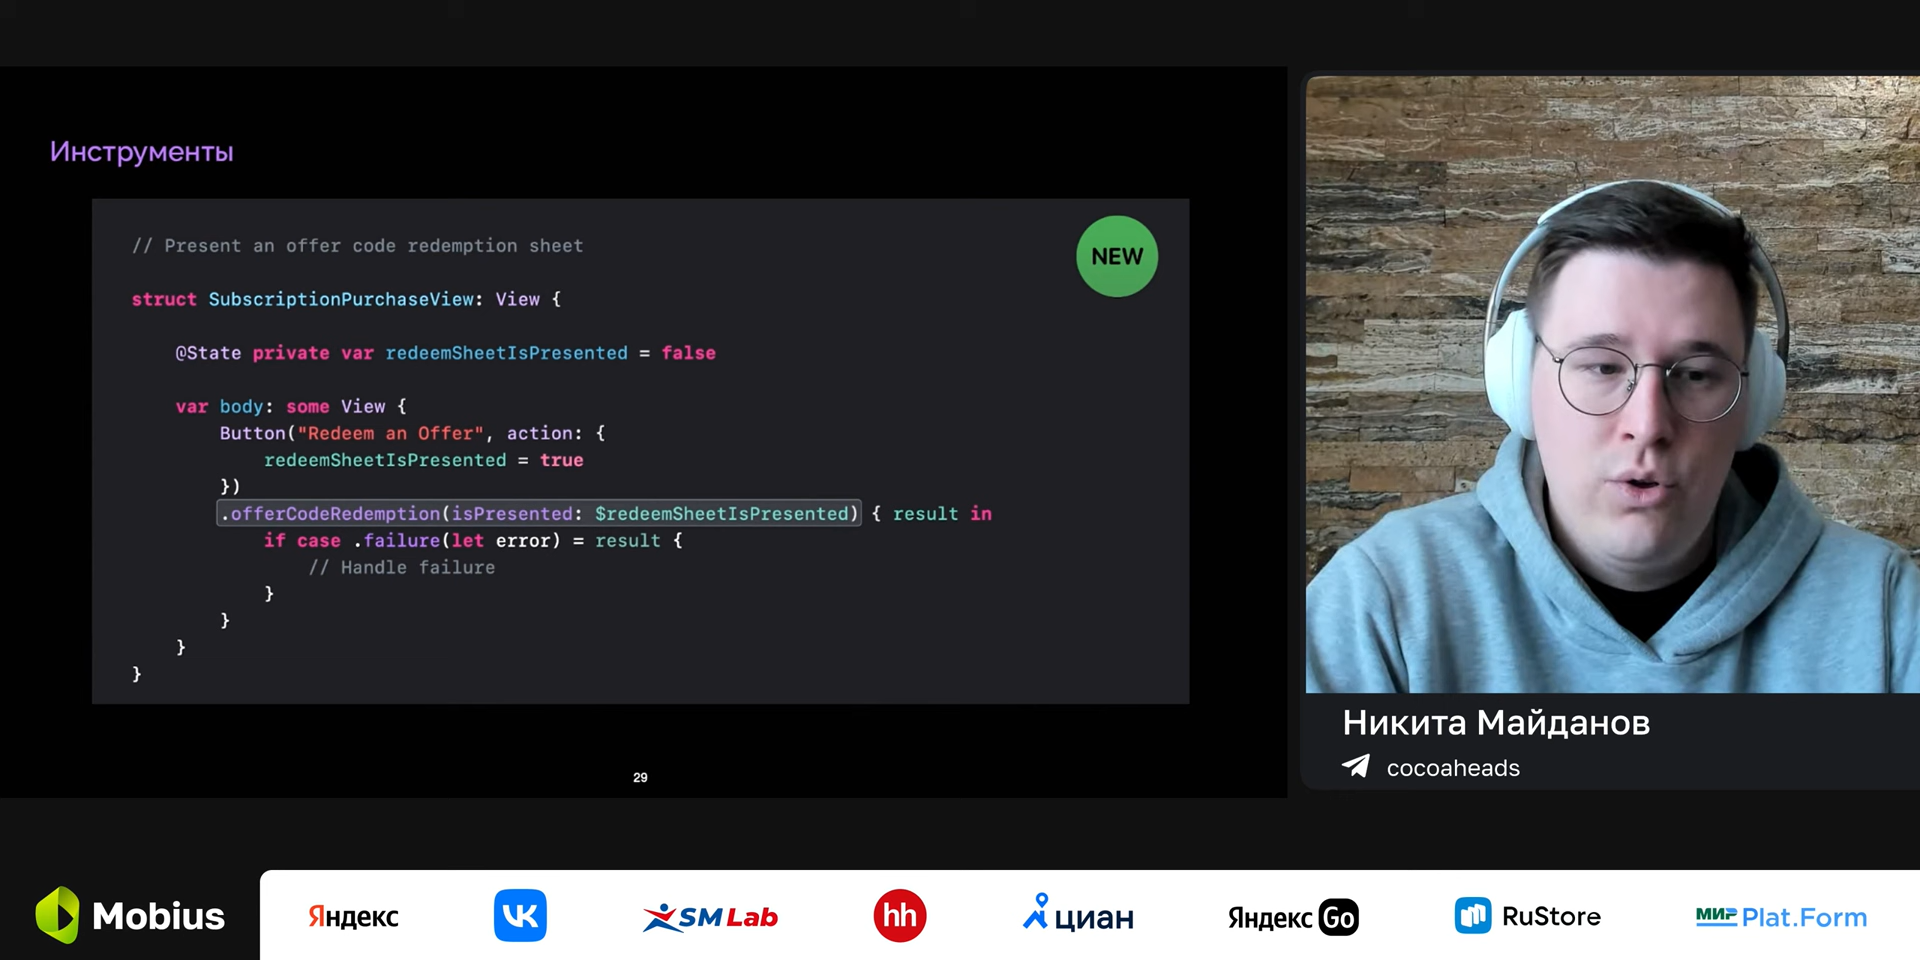 Инструменты
// Present an offer code redemption sheet
NEW
struct SubscriptionPurchaseView: View {
@State private var redeemSheetIsPresented = false
var body: some View {
Button("Redeem an Offer", action: {
redeemSheetIsPresented = true
})
.offerCodeRedemption(isPresented: $redeemSheetIsPresented) { result in
if case .failure(let error) = result {
// Handle failure
}
}
}
}
29
Никита Майданов
cocoaheads
Mobius
Яндекс
VK
SM Lab
hh
циан
Яндекс Go
RuStore
МИР Plat.Form